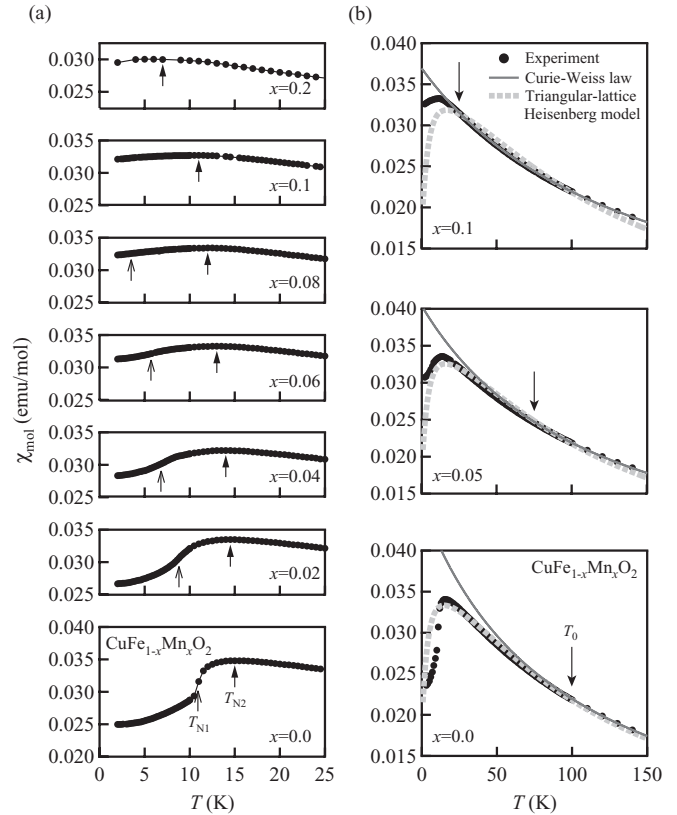 (a)
(b)
χmol (emu/mol)
0.030
0.025
x=0.2
0.035
0.030
0.025
x=0.1
0.035
0.030
0.025
x=0.08
0.035
0.030
0.025
x=0.06
0.035
0.030
0.025
x=0.04
0.035
0.030
0.025
x=0.02
CuFe1-xMnxO2
0.035
0.030
0.025
0.020
TN1
TN2
x=0.0
0
5
10
15
20
25
T (K)
0.040
0.035
0.030
0.025
0.020
0.015
Experiment
Curie-Weiss law
Triangular-lattice
Heisenberg model
x=0.1
0.040
0.035
0.030
0.025
0.020
0.015
x=0.05
0.040
0.035
0.030
0.025
0.020
0.015
CuFe1-xMnxO2
T0
x=0.0
0
50
100
150
T (K)